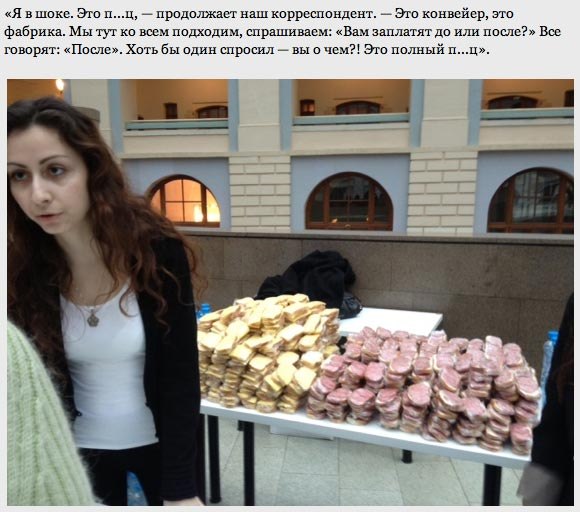 «Я в шоке. Это п...ц, — продолжает наш корреспондент. — Это конвейер, это
фабрика. Мы тут ко всем подходим, спрашиваем: «Вам заплатят до или после?» Все
говорят: «После». Хоть бы один спросил — вы о чем?! Это полный п...ц».